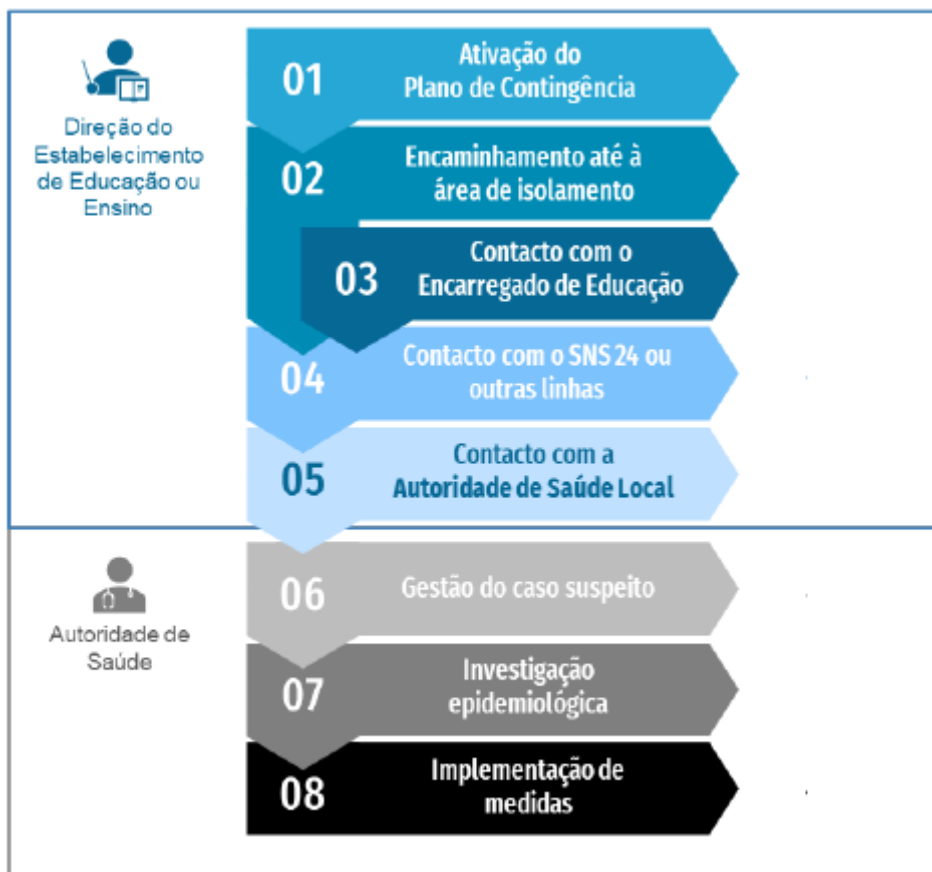 Direção do
Estabelecimento
de Educação ou
Ensino
01
Ativação do
Plano de Contingência
02
Encaminhamento até à
área de isolamento
03
Contacto com o
Encarregado de Educação
04
Contacto com o SNS 24 ou
outras linhas
05
Contacto com a
Autoridade de Saúde Local
Autoridade de
Saúde
06
Gestão do caso suspeito
07
Investigação
epidemiológica
08
Implementação de
medidas